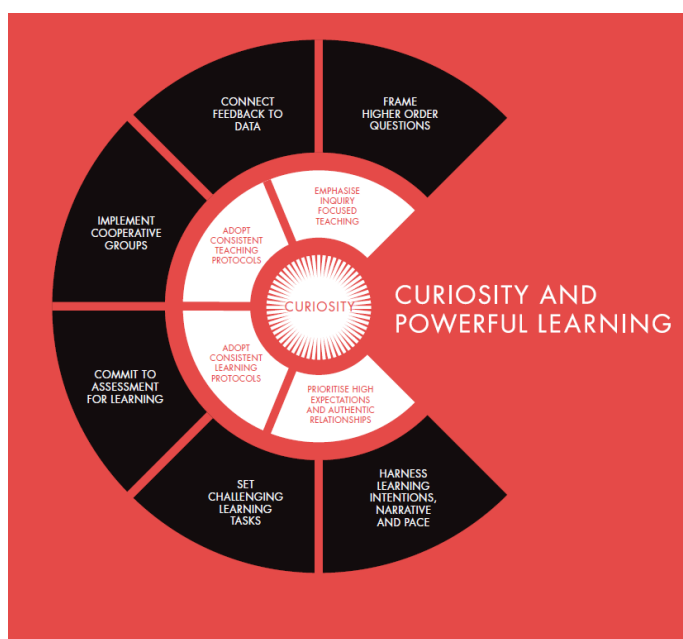 CONNECT
FEEDBACK TO
DATA
FRAME
HIGHER ORDER
QUESTIONS
IMPLEMENT
COOPERATIVE
GROUPS
ADOPT
CONSISTENT
TEACHING
PROTOCOLS
EMPHASISE
INQUIRY
FOCUSED
TEACHING
CURIOSITY
CURIOSITY AND
POWERFUL LEARNING
COMMIT TO
ASSESSMENT
FOR LEARNING
ADOPT
CONSISTENT
LEARNING
PROTOCOLS
PRIORITISE HIGH
EXPECTATIONS
AND AUTHENTIC
RELATIONSHIPS
SET
CHALLENGING
LEARNING
TASKS
HARNESS
LEARNING
INTENTIONS,
NARRATIVE
AND PACE